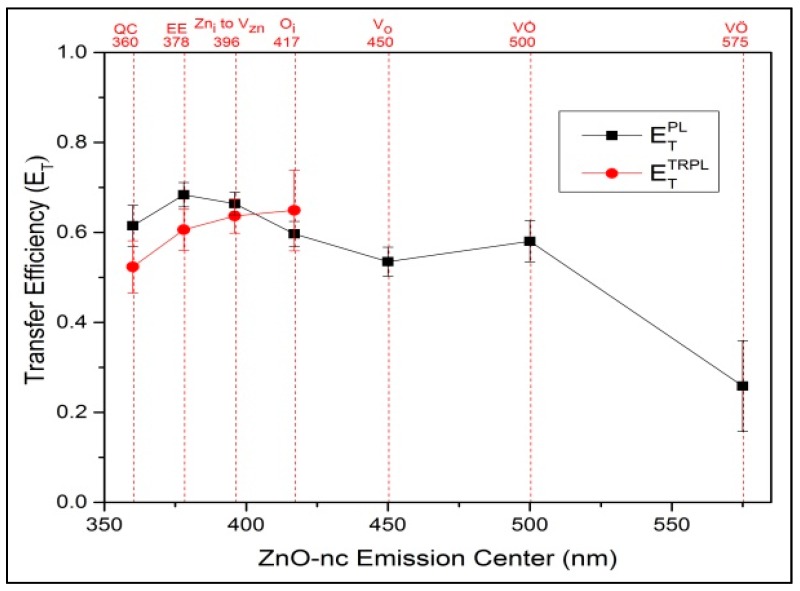 QC EE Zni to Vzn Oi Vo VÖ VÖ
360 378 396 417 450 500 575
1.0
0.8
0.6
0.4
0.2
0.0
Transfer Efficiency (ET)
ETPL
ETTRPL
350 400 450 500 550
ZnO-nc Emission Center (nm)